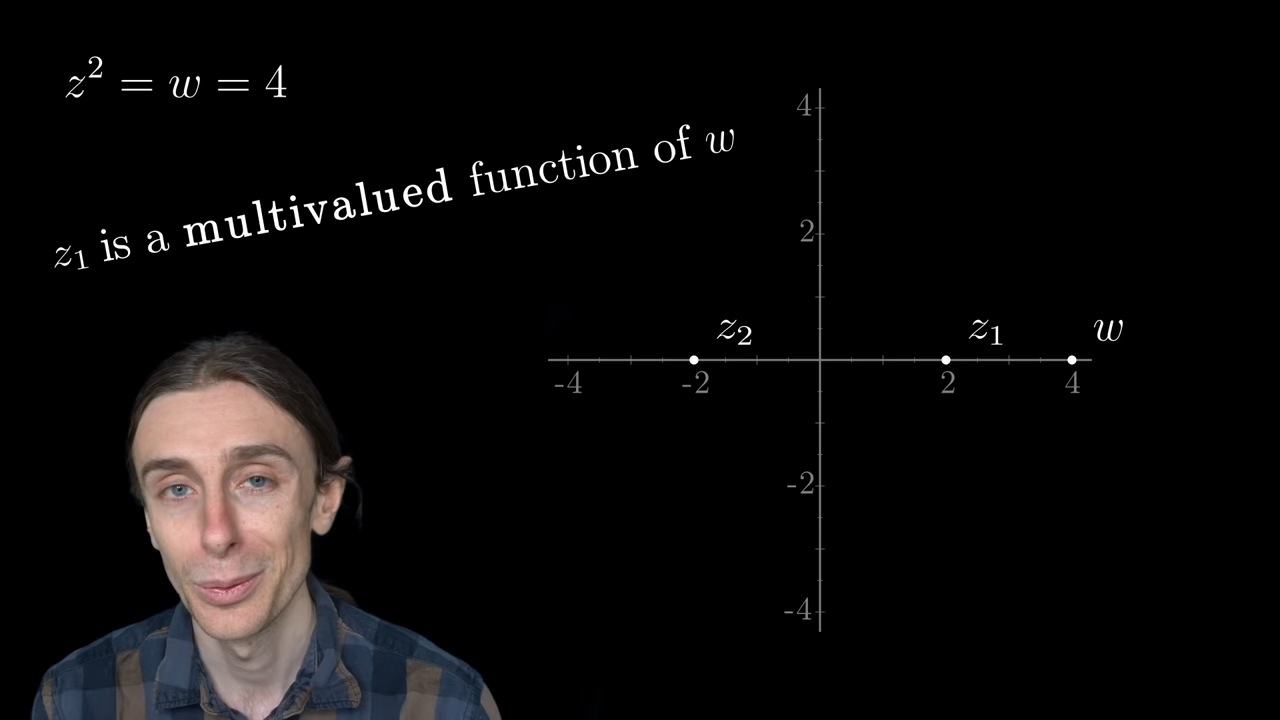 z² = w = 4
z₁ is a multivalued function of w
4
2
z₂ z₁ w
-4 -2 2 4
-2
-4